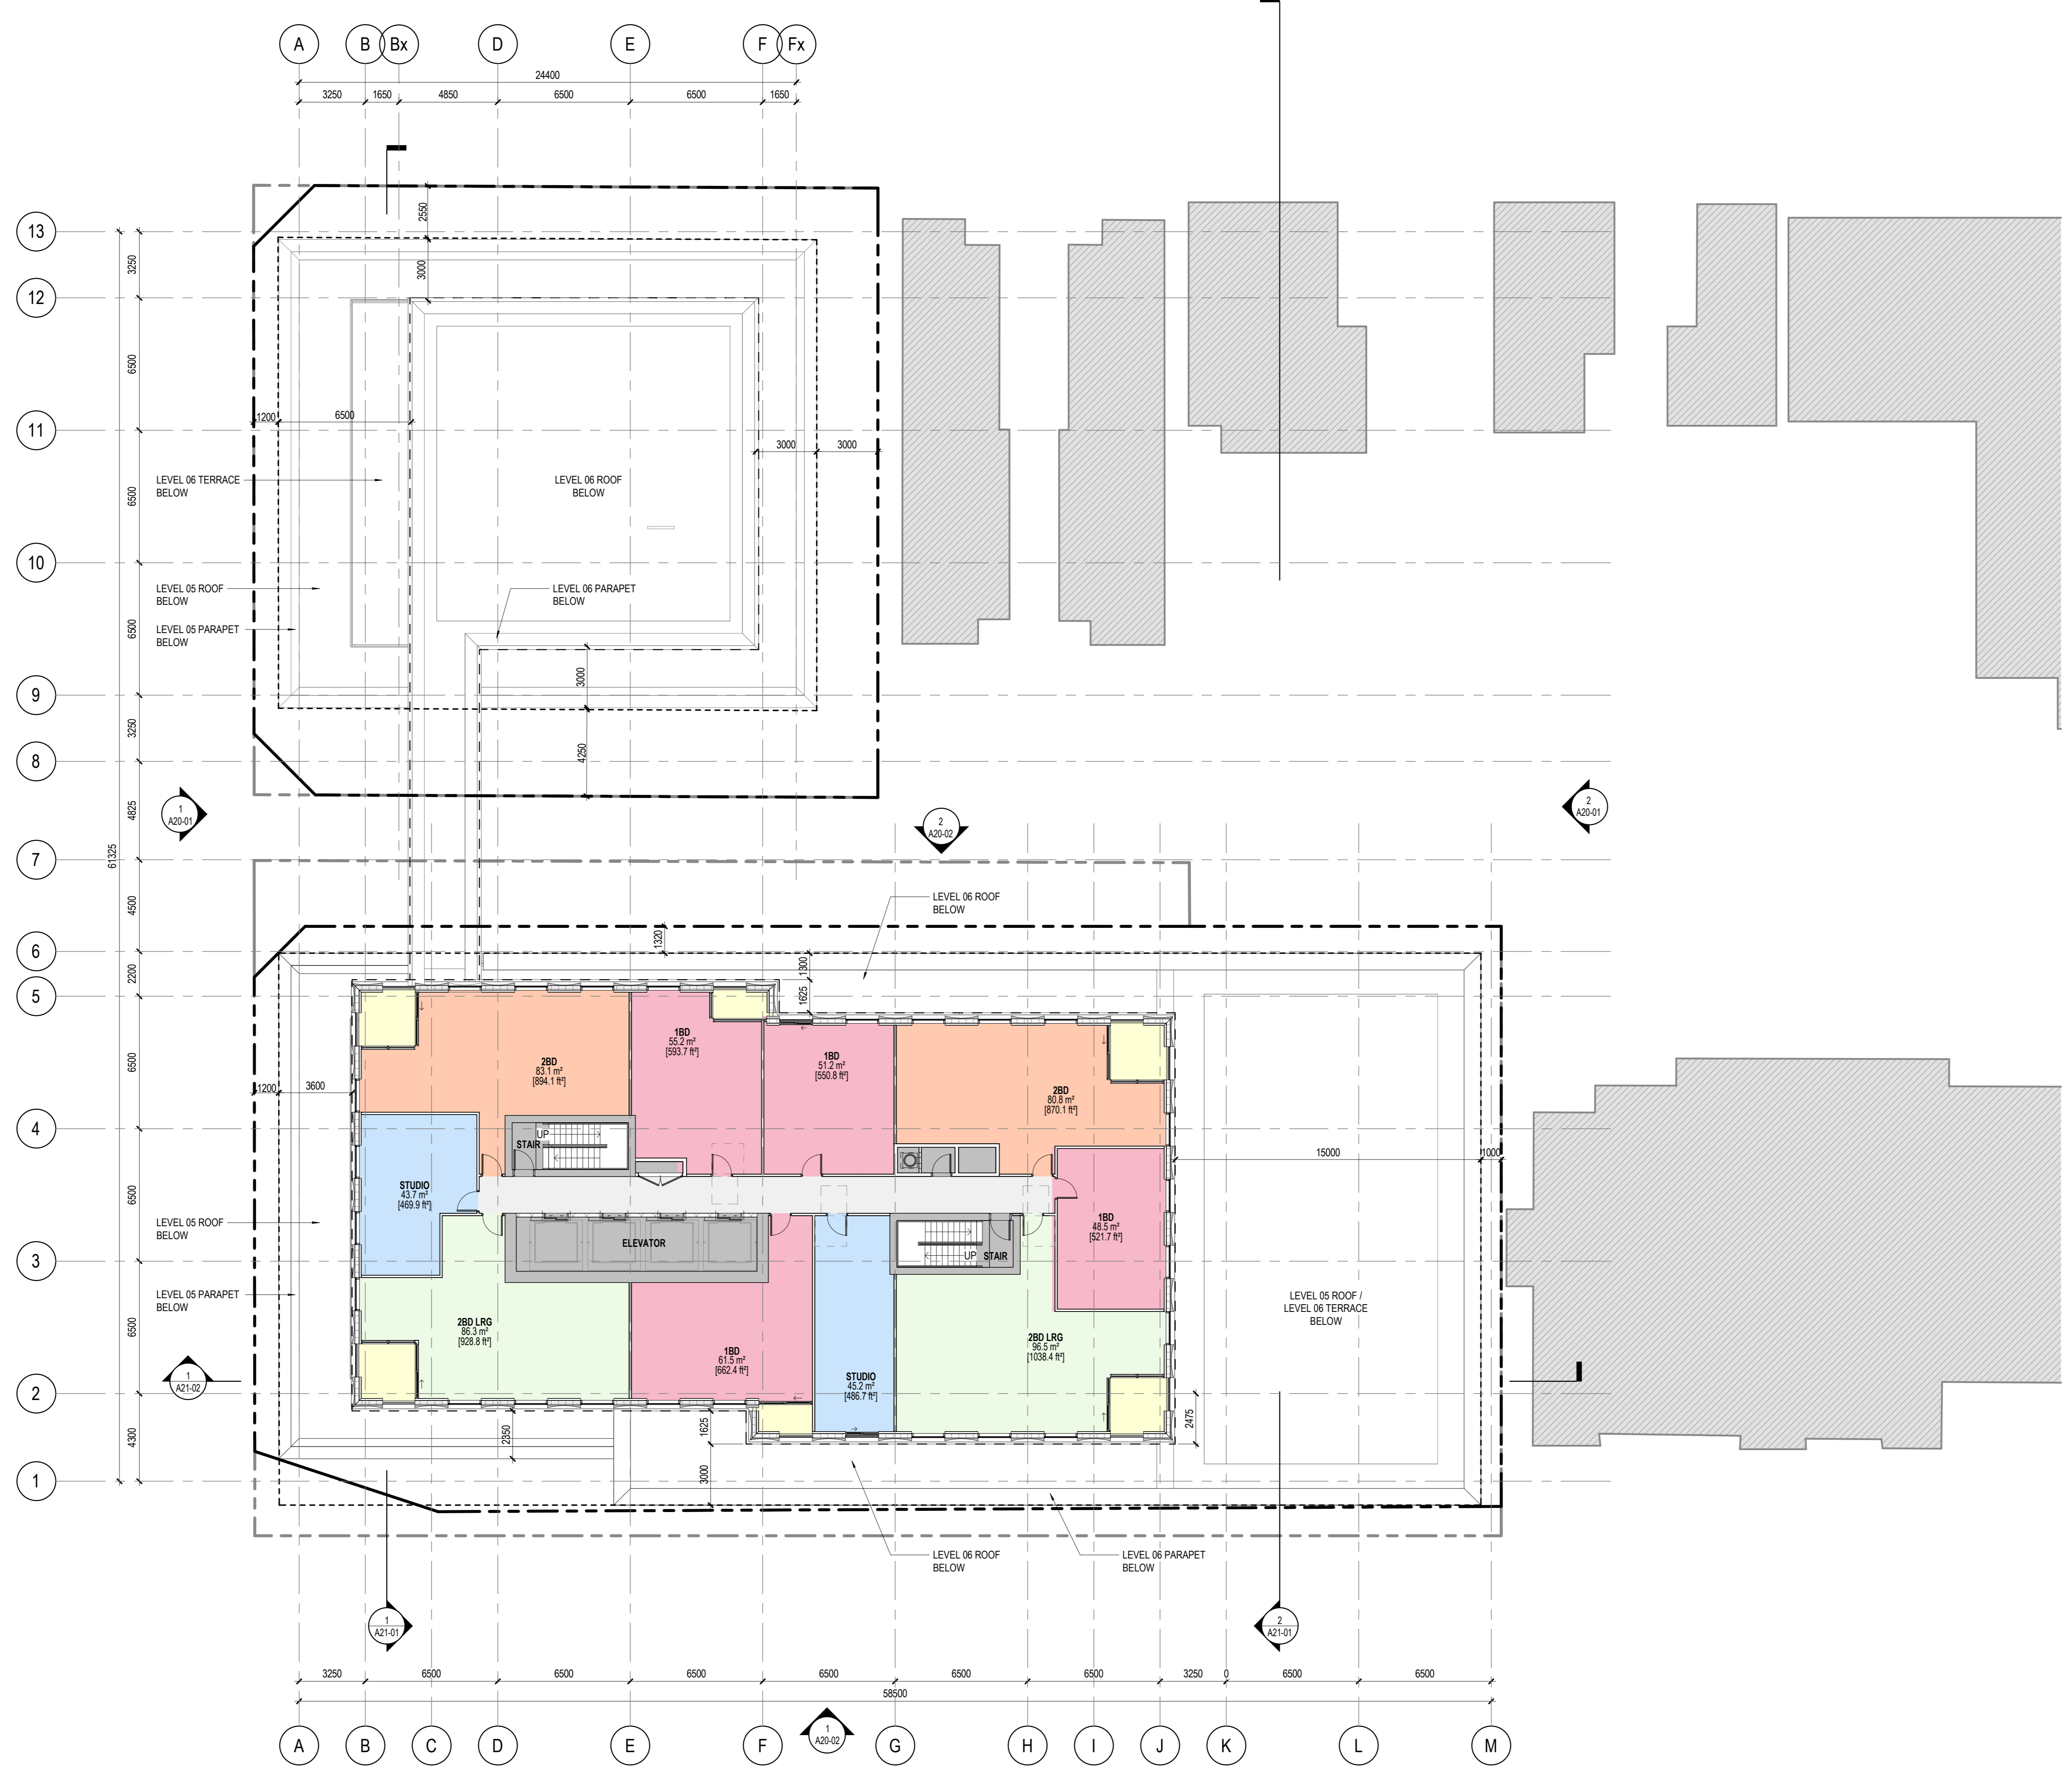 A B Bx D E F Fx
24400
3250 1650 4850 6500 6500 1650
13
12
11
10
9
8
7
6
5
4
3
2
1
3250
6500
6500
6500
3250
4825
4500
2200
6500
6500
6500
4300
61325
2550
3000
1200 6500
3000 3000
LEVEL 06 TERRACE
BELOW
LEVEL 06 ROOF
BELOW
LEVEL 05 ROOF
BELOW
LEVEL 06 PARAPET
BELOW
LEVEL 05 PARAPET
BELOW
3000
4250
1
A20-01
2
A20-02
2
A20-01
LEVEL 06 ROOF
BELOW
1320
1300
1625
1200 3600
2BD
83.1 m²
[894.1 ft²]
1BD
55.2 m²
[593.7 ft²]
1BD
51.2 m²
[550.8 ft²]
2BD
80.8 m²
[870.1 ft²]
UP
STAIR
15000 1000
STUDIO
43.7 m²
[469.9 ft²]
1BD
48.5 m²
[521.7 ft²]
LEVEL 05 ROOF
BELOW
ELEVATOR
UP STAIR
LEVEL 05 PARAPET
BELOW
LEVEL 05 ROOF /
LEVEL 06 TERRACE
BELOW
2BD LRG
86.3 m²
[928.8 ft²]
1BD
61.5 m²
[662.4 ft²]
STUDIO
45.2 m²
[486.7 ft²]
2BD LRG
96.5 m²
[1038.4 ft²]
1
A21-02
2350
1625
3000
2475
LEVEL 06 ROOF
BELOW
LEVEL 06 PARAPET
BELOW
1
A21-01
2
A21-01
3250 6500 6500 6500 6500 6500 6500 3250 0 6500 6500
58500
1
A20-02
A B C D E F G H I J K L M